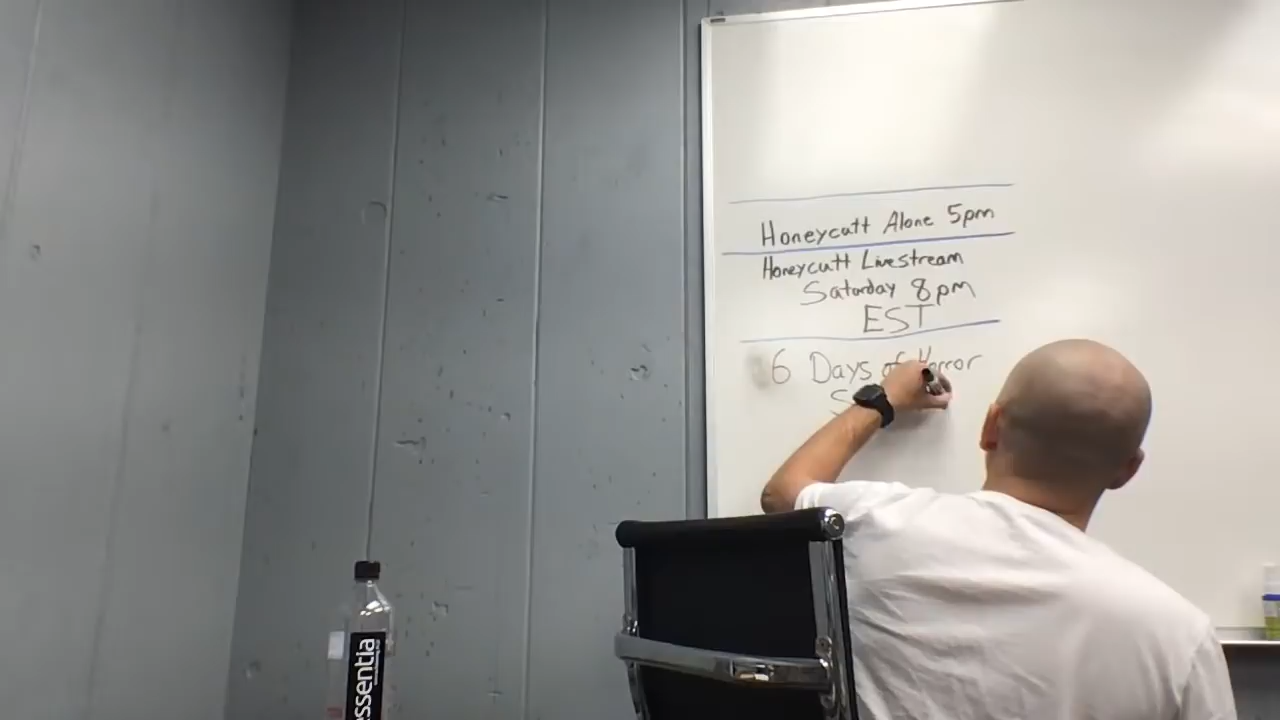 Honeycutt Alone 5pm
Honeycutt Livestream
Saturday 8pm
EST
6 Days of Horror
essentia